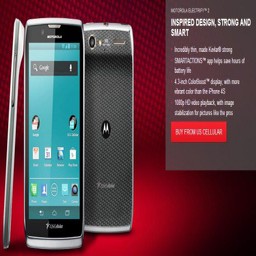 MOTOROLA ELECTRIFY™ 2
INSPIRED DESIGN, STRONG AND
SMART
Incredibly thin, made Kevlar® strong
SMARTACTIONS™ app helps save hours of
battery life
4.3-inch ColorBoost™ display, with more
vibrant color than the iPhone 4S
1080p HD video playback, with image
stabilization for pictures like the pros
BUY FROM US CELLULAR
MOTOROLA